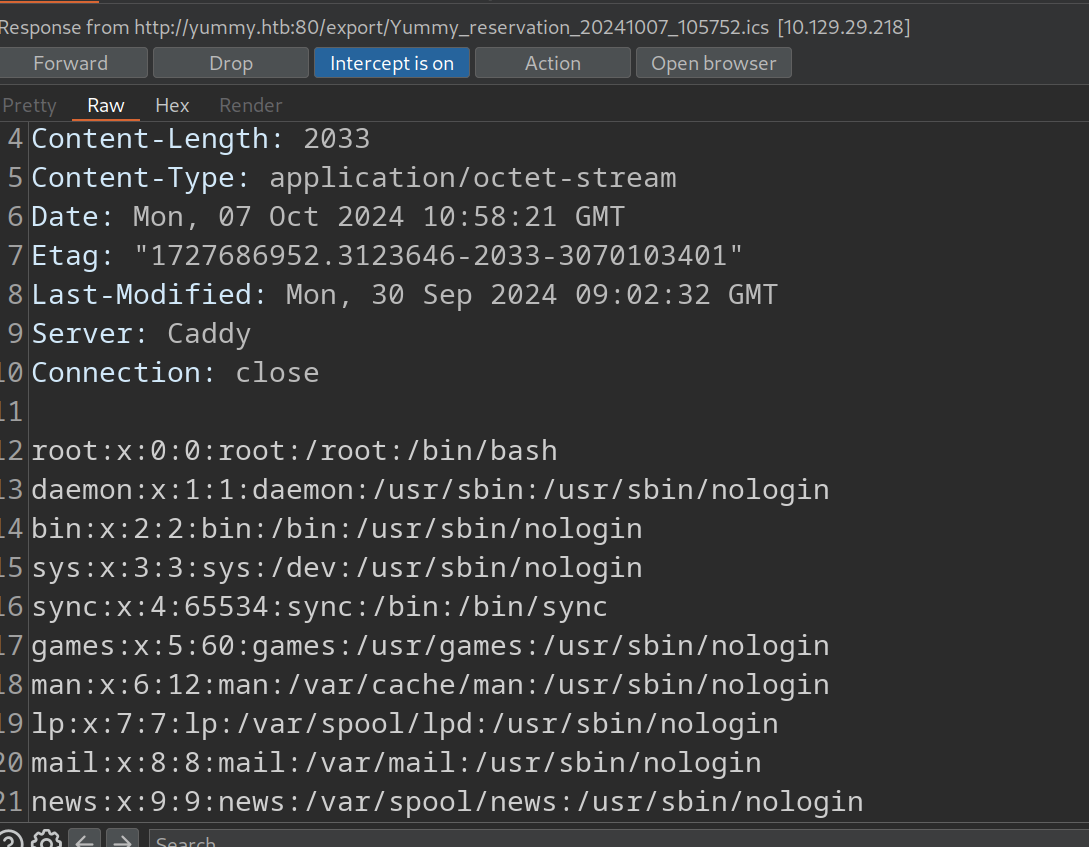 Response from http://yummy.htb:80/export/Yummy_reservation_20241007_105752.ics [10.129.29.218]
Forward Drop Intercept is on Action Open browser
Pretty Raw Hex Render
4 Content-Length: 2033
5 Content-Type: application/octet-stream
6 Date: Mon, 07 Oct 2024 10:58:21 GMT
7 Etag: "1727686952.3123646-2033-3070103401"
8 Last-Modified: Mon, 30 Sep 2024 09:02:32 GMT
9 Server: Caddy
10 Connection: close
11
12 root:x:0:0:root:/root:/bin/bash
13 daemon:x:1:1:daemon:/usr/sbin:/usr/sbin/nologin
14 bin:x:2:2:bin:/bin:/usr/sbin/nologin
15 sys:x:3:3:sys:/dev:/usr/sbin/nologin
16 sync:x:4:65534:sync:/bin:/bin/sync
17 games:x:5:60:games:/usr/games:/usr/sbin/nologin
18 man:x:6:12:man:/var/cache/man:/usr/sbin/nologin
19 lp:x:7:7:lp:/var/spool/lpd:/usr/sbin/nologin
20 mail:x:8:8:mail:/var/mail:/usr/sbin/nologin
21 news:x:9:9:news:/var/spool/news:/usr/sbin/nologin
Search